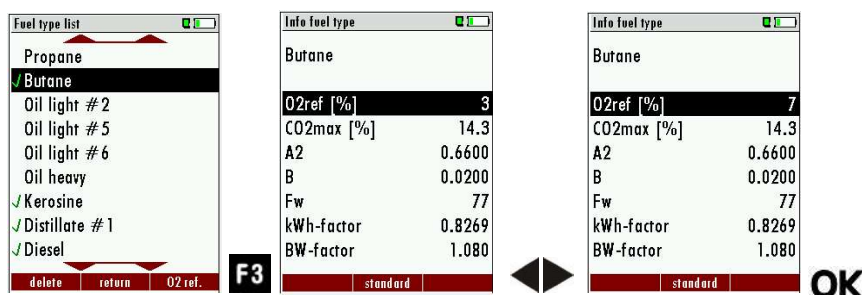 Fuel type list
Propane
Butane
Oil light #2
Oil light #5
Oil light #6
Oil heavy
Kerosine
Distillate #1
Diesel
delete return O2 ref.
F3
Info fuel type
Butane
O2ref [%] 3
CO2max [%] 14.3
A2 0.6600
B 0.0200
Fw 77
kWh-factor 0.8269
BW-factor 1.080
standard
Info fuel type
Butane
O2ref [%] 7
CO2max [%] 14.3
A2 0.6600
B 0.0200
Fw 77
kWh-factor 0.8269
BW-factor 1.080
standard
OK